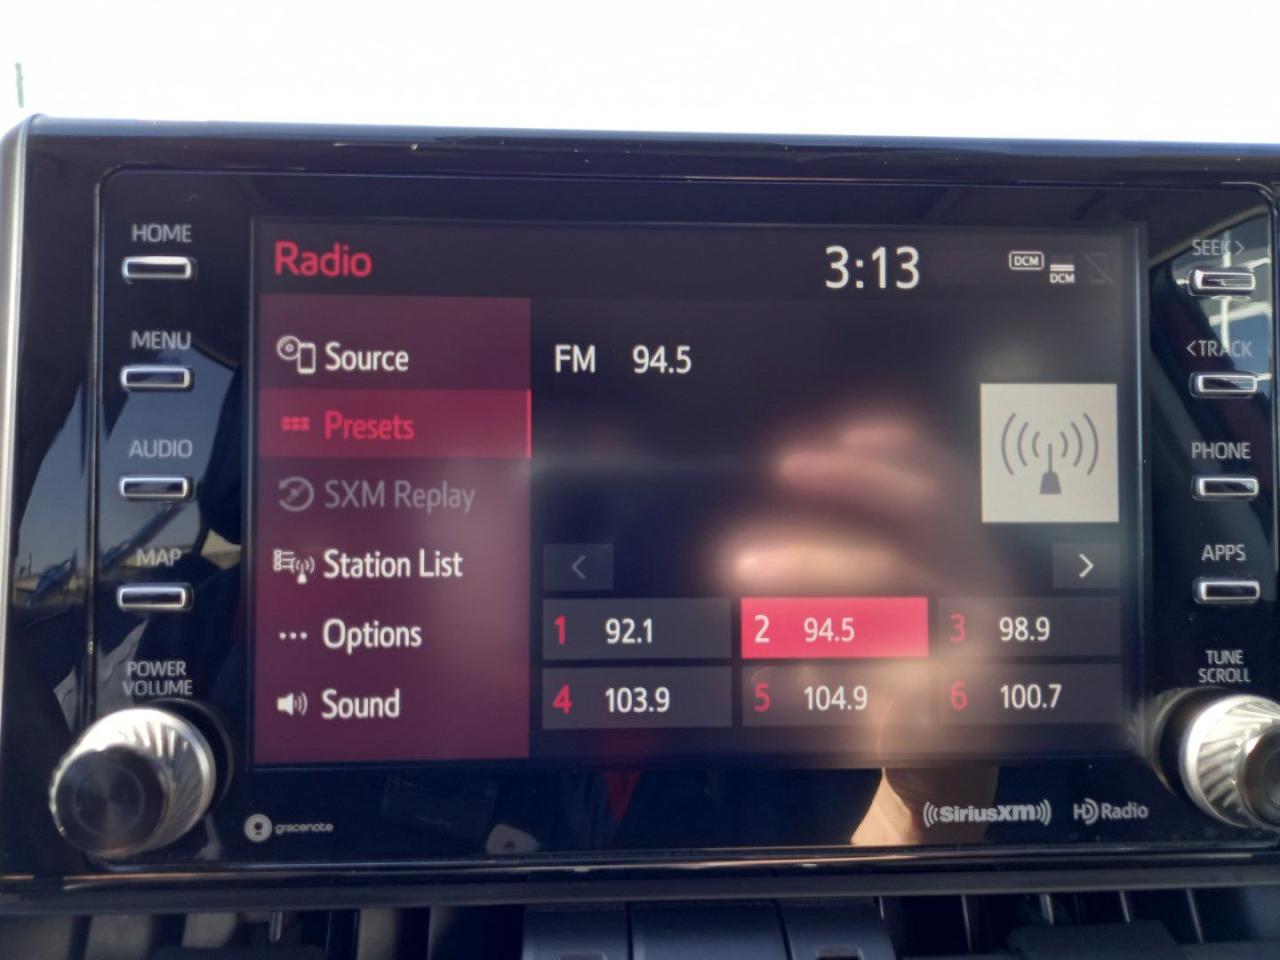 HOME
MENU
AUDIO
MAP
POWER
VOLUME
Radio
3:13
DCM
DCM
Source
Presets
SXM Replay
Station List
Options
Sound
FM 94.5
<
>
1 92.1
2 94.5
3 98.9
4 103.9
5 104.9
6 100.7
SEEK >
< TRACK
PHONE
APPS
TUNE
SCROLL
gracenote
((SiriusXM))
HD Radio